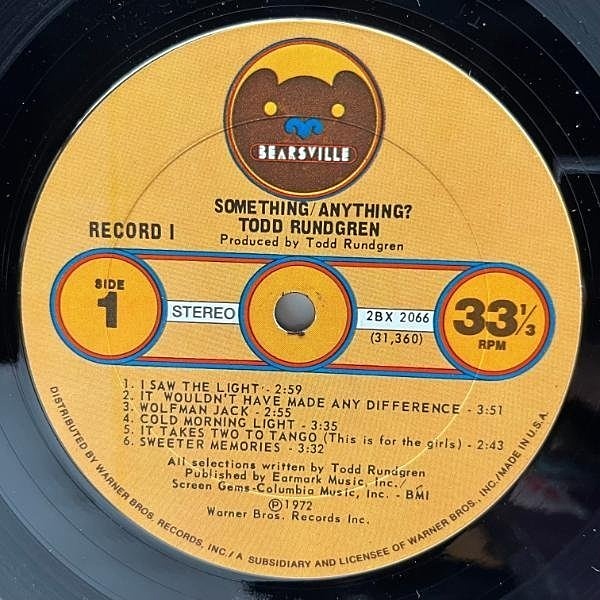 BEARSVILLE
SOMETHING/ANYTHING?
TODD RUNDGREN
Produced by Todd Rundgren
RECORD 1
SIDE
1
STEREO
2BX 2066
(31,360)
33 1/3
RPM
1. I SAW THE LIGHT - 2:59
2. IT WOULDN'T HAVE MADE ANY DIFFERENCE - 3:51
3. WOLFMAN JACK - 2:55
4. COLD MORNING LIGHT - 3:35
5. IT TAKES TWO TO TANGO (This is for the girls) - 2:43
6. SWEETER MEMORIES - 3:32
All selections written by Todd Rundgren
Published by Earmark Music, Inc./
Screen Gems-Columbia Music, Inc. - BMI
Ⓟ1972
Warner Bros. Records Inc.
DISTRIBUTED BY WARNER BROS. RECORDS, INC./A SUBSIDIARY AND LICENSEE OF WARNER BROS., INC./MADE IN U.S.A.